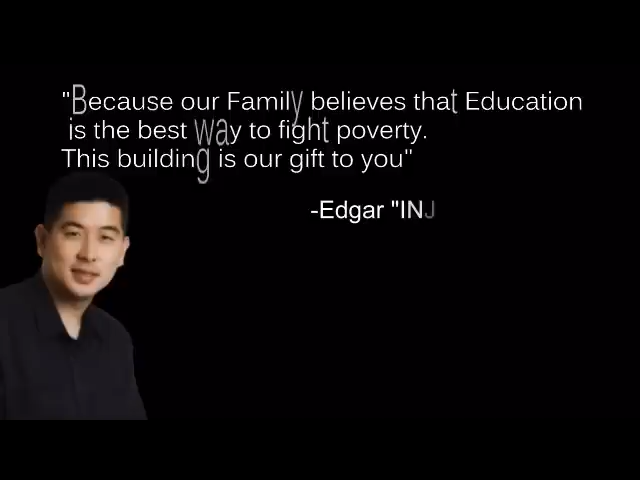 "Because our Family believes that Education
is the best way to fight poverty.
This building is our gift to you"
-Edgar "INJ